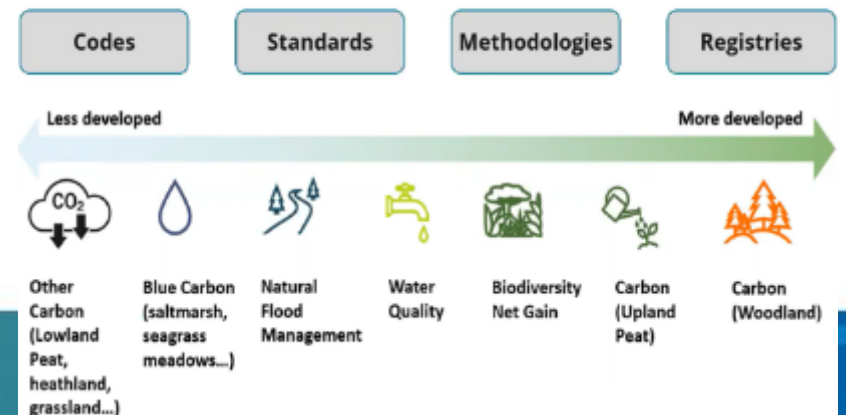 Codes
Standards
Methodologies
Registries
Less developed
More developed
CO2
Other
Carbon
(Lowland
Peat,
heathland,
grassland...)
Blue Carbon
(saltmarsh,
seagrass
meadows...)
Natural
Flood
Management
Water
Quality
Biodiversity
Net Gain
Carbon
(Upland
Peat)
Carbon
(Woodland)